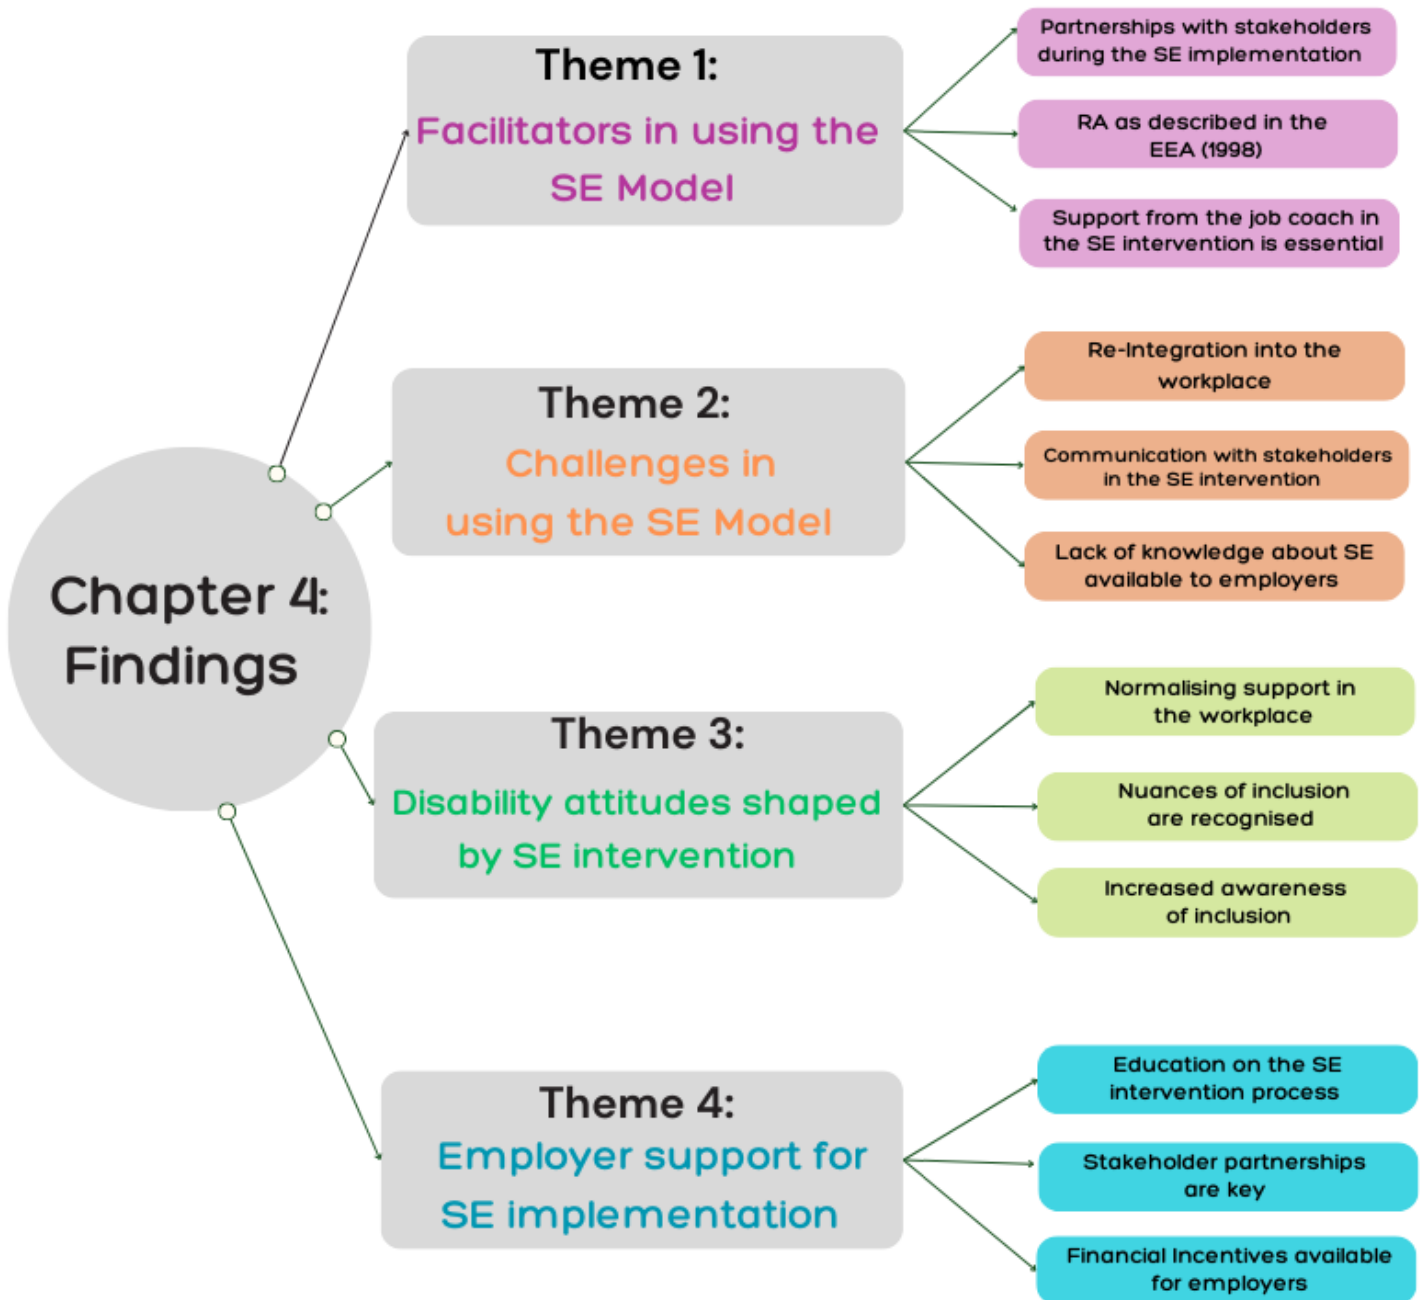 Chapter 4:
Findings
Theme 1:
Facilitators in using the
SE Model
Partnerships with stakeholders
during the SE implementation
RA as described in the
EEA (1998)
Support from the job coach in
the SE intervention is essential
Theme 2:
Challenges in
using the SE Model
Re-Integration into the
workplace
Communication with stakeholders
in the SE intervention
Lack of knowledge about SE
available to employers
Theme 3:
Disability attitudes shaped
by SE intervention
Normalising support in
the workplace
Nuances of inclusion
are recognised
Increased awareness
of inclusion
Theme 4:
Employer support for
SE implementation
Education on the SE
intervention process
Stakeholder partnerships
are key
Financial Incentives available
for employers